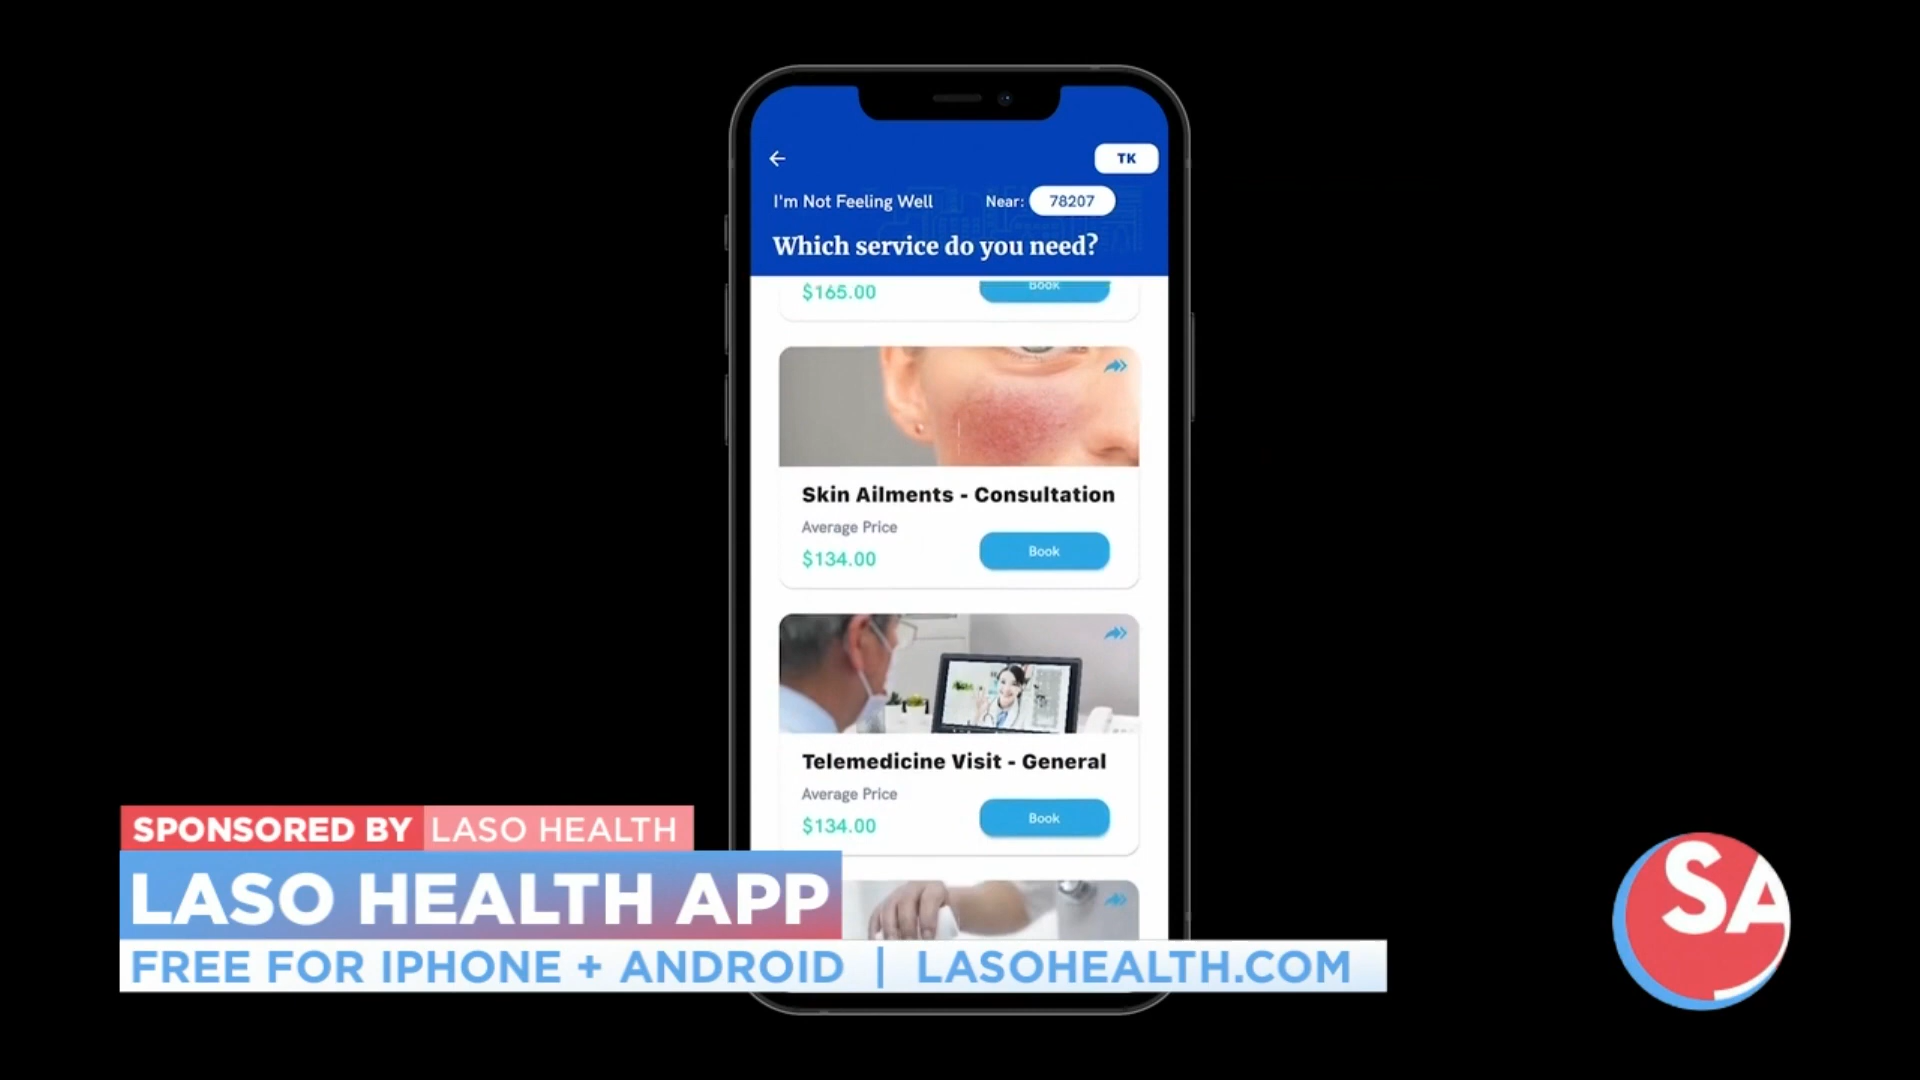 TK
I'm Not Feeling Well Near: 78207
Which service do you need?
$165.00 Book
Skin Ailments - Consultation
Average Price
$134.00 Book
Telemedicine Visit - General
Average Price
$134.00 Book
SPONSORED BY LASO HEALTH
LASO HEALTH APP
FREE FOR IPHONE + ANDROID | LASOHEALTH.COM
SA